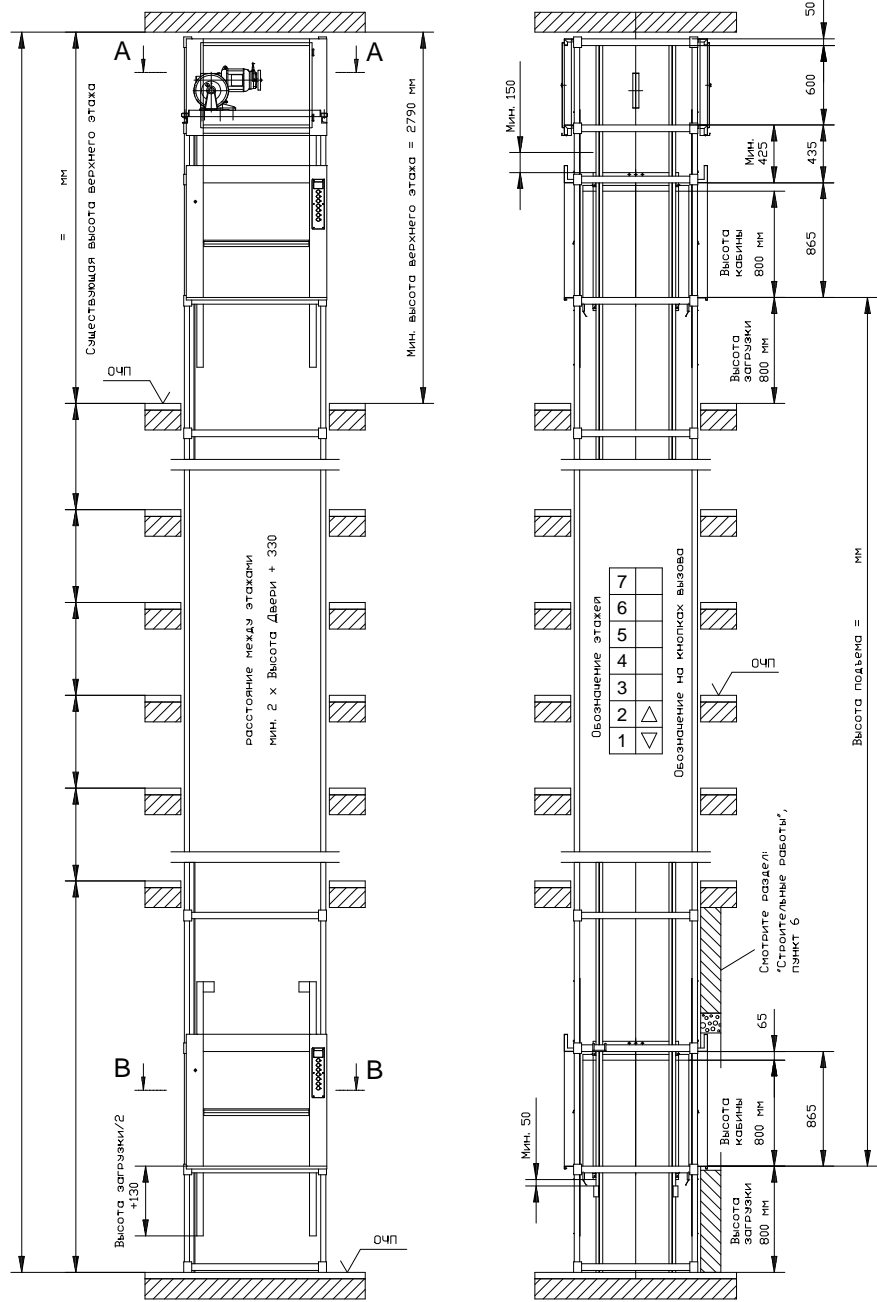 A
A
мм
=
Существующая высота верхнего этажа
Мин. высота верхнего этажа = 2790 мм
ОЧП
расстояние между этажами
мин. 2 x Высота Двери + 330
B
B
Высота загрузки/2
+130
ОЧП
50
600
Мин. 150
Мин.
425
435
Высота
кабины
800 мм
865
Высота
загрузки
800 мм
Обозначение этажей
7
6
5
4
3
2 △
1 ▽
Обозначение на кнопках вызова
ОЧП
Высота подъема = мм
Смотрите раздел:
"Строительные работы",
пункт 6
65
Мин. 50
Высота
кабины
800 мм
865
Высота
загрузки
800 мм